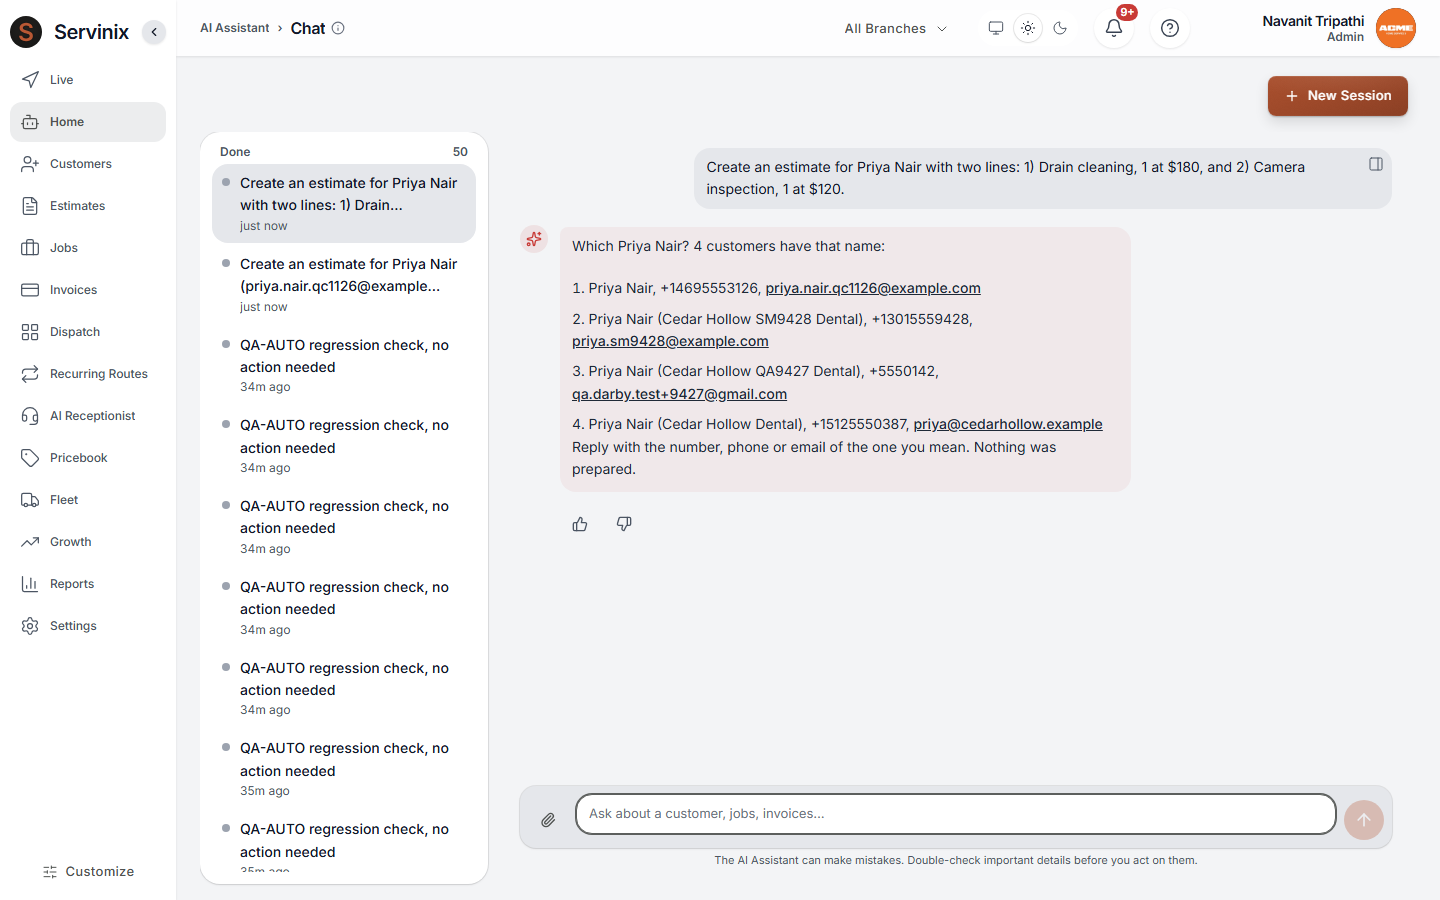 Servinix
Live
Home
Customers
Estimates
Jobs
Invoices
Dispatch
Recurring Routes
AI Receptionist
Pricebook
Fleet
Growth
Reports
Settings
Customize
AI Assistant › Chat
All Branches
9+
Navanit Tripathi
Admin
ACME
+ New Session
Done 50
Create an estimate for Priya Nair
with two lines: 1) Drain...
just now
Create an estimate for Priya Nair
(priya.nair.qc1126@example...
just now
QA-AUTO regression check, no
action needed
34m ago
QA-AUTO regression check, no
action needed
34m ago
QA-AUTO regression check, no
action needed
34m ago
QA-AUTO regression check, no
action needed
34m ago
QA-AUTO regression check, no
action needed
34m ago
QA-AUTO regression check, no
action needed
35m ago
QA-AUTO regression check, no
action needed
35m ago
Create an estimate for Priya Nair with two lines: 1) Drain cleaning, 1 at $180, and 2) Camera
inspection, 1 at $120.
Which Priya Nair? 4 customers have that name:
1. Priya Nair, +14695553126, priya.nair.qc1126@example.com
2. Priya Nair (Cedar Hollow SM9428 Dental), +13015559428,
priya.sm9428@example.com
3. Priya Nair (Cedar Hollow QA9427 Dental), +5550142,
qa.darby.test+9427@gmail.com
4. Priya Nair (Cedar Hollow Dental), +15125550387, priya@cedarhollow.example
Reply with the number, phone or email of the one you mean. Nothing was
prepared.
Ask about a customer, jobs, invoices...
The AI Assistant can make mistakes. Double-check important details before you act on them.